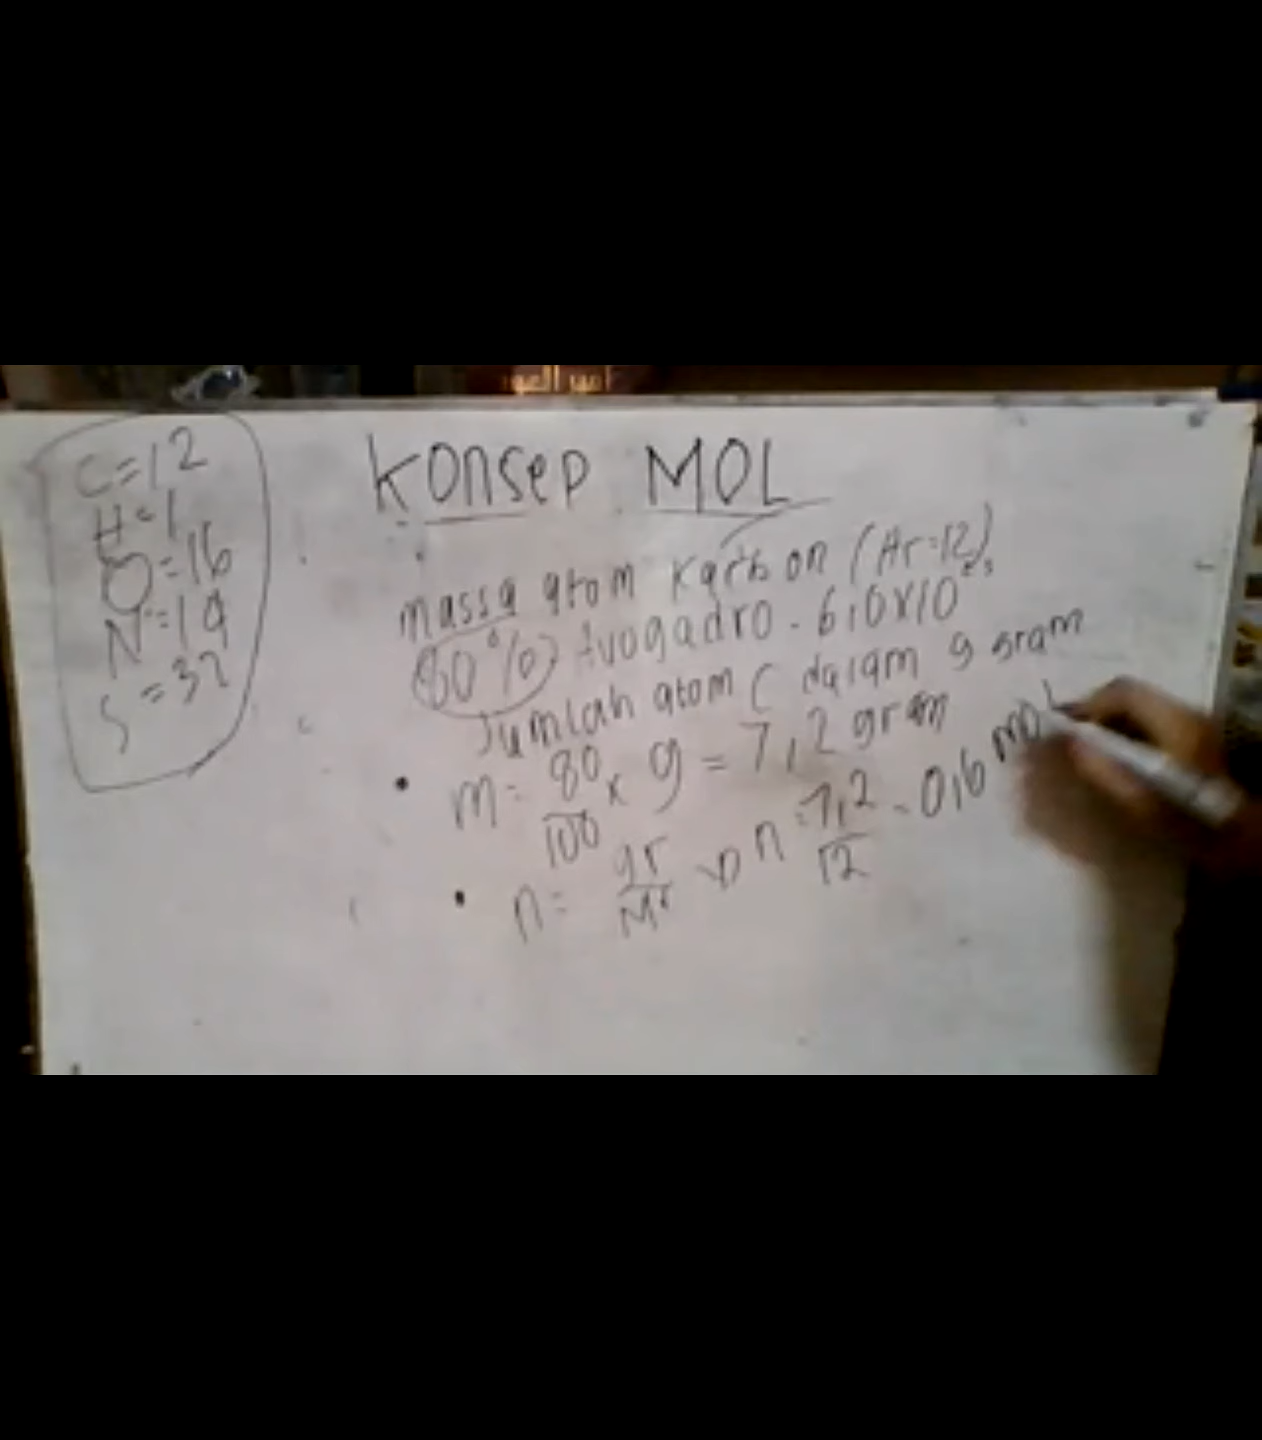 C=12
H=1
O=16
N=14
S=32
KONSEP MOL
massa atom Karbon (Ar=12)
80%) Avogadro = 6,0x10²³
Jumlah atom C dalam 9 gram
• m = 80/100 x 9 = 7,2 gram
• n = gr/Mr → n = 7,2/12 = 0,6 mol